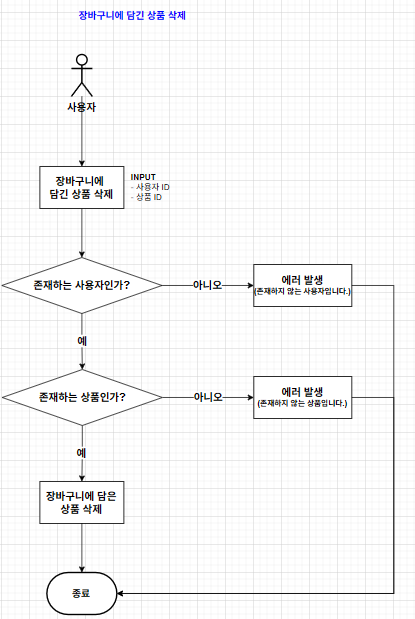 장바구니에 담긴 상품 삭제
사용자
장바구니에
담긴 상품 삭제
INPUT
- 사용자 ID
- 상품 ID
존재하는 사용자인가?
아니오
에러 발생
(존재하지 않는 사용자입니다.)
예
존재하는 상품인가?
아니오
에러 발생
(존재하지 않는 상품입니다.)
예
장바구니에 담은
상품 삭제
종료